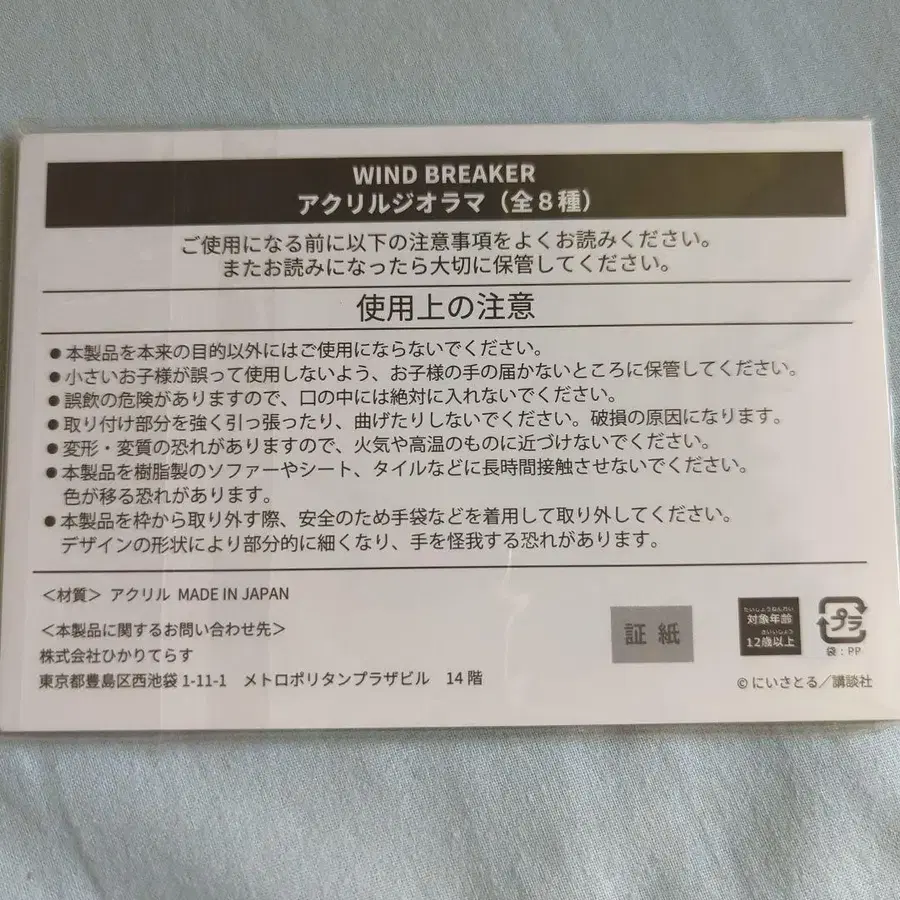 WIND BREAKER
アクリルジオラマ（全８種）
ご使用になる前に以下の注意事項をよくお読みください。
またお読みになったら大切に保管してください。
使用上の注意
●本製品を本来の目的以外にはご使用にならないでください。
●小さいお子様が誤って使用しないよう、お子様の手の届かないところに保管してください。
●誤飲の危険がありますので、口の中には絶対に入れないでください。
●取り付け部分を強く引っ張ったり、曲げたりしないでください。破損の原因になります。
●変形・変質の恐れがありますので、火気や高温のものに近づけないでください。
●本製品を樹脂製のソファーやシート、タイルなどに長時間接触させないでください。
色が移る恐れがあります。
●本製品を枠から取り外す際、安全のため手袋などを着用して取り外してください。
デザインの形状により部分的に細くなり、手を怪我する恐れがあります。
＜材質＞ アクリル MADE IN JAPAN
＜本製品に関するお問い合わせ先＞
株式会社ひかりてらす
東京都豊島区西池袋 1-11-1 メトロポリタンプラザビル 14 階
証 紙
たいしょうねんれい
対象年齢
さいいじょう
12歳以上
プラ
袋：PP
© にいさとる／講談社